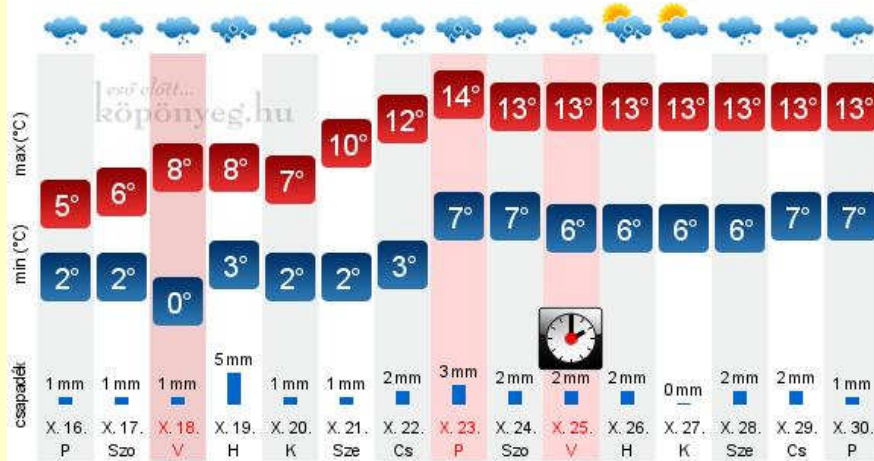 eső előtt...
köpönyeg.hu
max (°C)
5° 6° 8° 8° 7° 10° 12° 14° 13° 13° 13° 13° 13° 13° 13°
min (°C)
2° 2° 0° 3° 2° 2° 3° 7° 7° 6° 6° 6° 6° 7° 7°
csapadék
1 mm 1 mm 1 mm 5 mm 1 mm 1 mm 2 mm 3 mm 2 mm 2 mm 2 mm 0 mm 2 mm 2 mm 1 mm
X. 16. X. 17. X. 18. X. 19. X. 20. X. 21. X. 22. X. 23. X. 24. X. 25. X. 26. X. 27. X. 28. X. 29. X. 30.
P Szo V H K Sze Cs P Szo V H K Sze Cs P